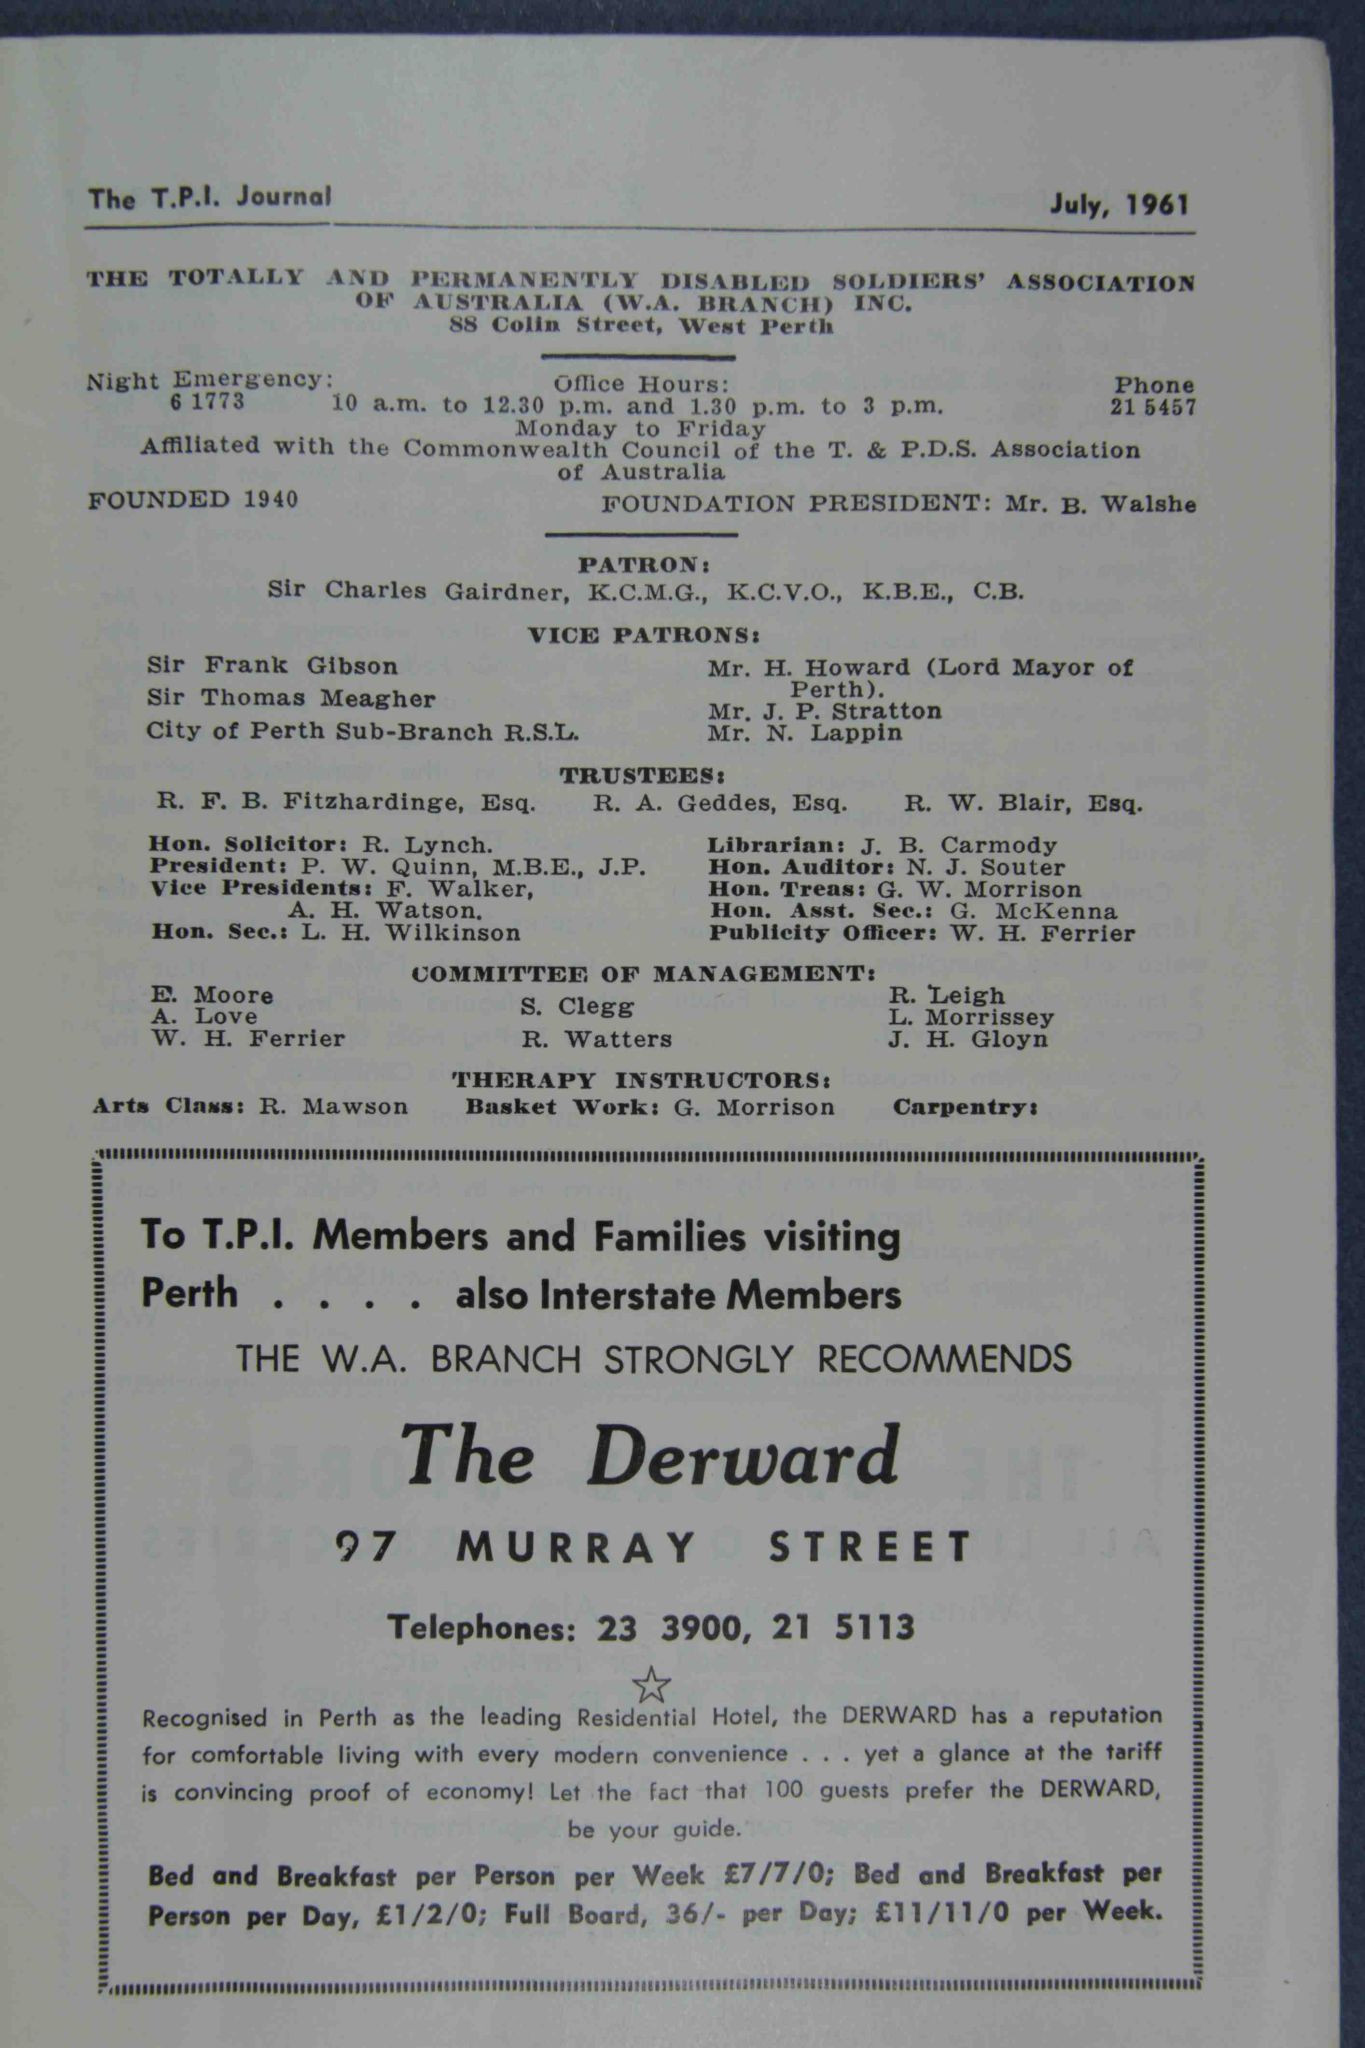 The T.P.I. Journal July, 1961
THE TOTALLY AND PERMANENTLY DISABLED SOLDIERS' ASSOCIATION
OF AUSTRALIA (W.A. BRANCH) INC.
88 Colin Street, West Perth
Night Emergency: Office Hours: Phone
6 1773 10 a.m. to 12.30 p.m. and 1.30 p.m. to 3 p.m. 21 5457
Monday to Friday
Affiliated with the Commonwealth Council of the T. & P.D.S. Association
of Australia
FOUNDED 1940 FOUNDATION PRESIDENT: Mr. B. Walshe
PATRON:
Sir Charles Gairdner, K.C.M.G., K.C.V.O., K.B.E., C.B.
VICE PATRONS:
Sir Frank Gibson
Sir Thomas Meagher
City of Perth Sub-Branch R.S.L.
Mr. H. Howard (Lord Mayor of
Perth).
Mr. J. P. Stratton
Mr. N. Lappin
TRUSTEES:
R. F. B. Fitzhardinge, Esq. R. A. Geddes, Esq. R. W. Blair, Esq.
Hon. Solicitor: R. Lynch.
President: P. W. Quinn, M.B.E., J.P.
Vice Presidents: F. Walker,
A. H. Watson.
Hon. Sec.: L. H. Wilkinson
Librarian: J. B. Carmody
Hon. Auditor: N. J. Souter
Hon. Treas: G. W. Morrison
Hon. Asst. Sec.: G. McKenna
Publicity Officer: W. H. Ferrier
COMMITTEE OF MANAGEMENT:
E. Moore
A. Love
W. H. Ferrier
S. Clegg
R. Watters
R. Leigh
L. Morrissey
J. H. Gloyn
THERAPY INSTRUCTORS:
Arts Class: R. Mawson Basket Work: G. Morrison Carpentry:
To T.P.I. Members and Families visiting
Perth . . . . also Interstate Members
THE W.A. BRANCH STRONGLY RECOMMENDS
The Derward
97 MURRAY STREET
Telephones: 23 3900, 21 5113
Recognised in Perth as the leading Residential Hotel, the DERWARD has a reputation
for comfortable living with every modern convenience . . . yet a glance at the tariff
is convincing proof of economy! Let the fact that 100 guests prefer the DERWARD,
be your guide.
Bed and Breakfast per Person per Week £7/7/0; Bed and Breakfast per
Person per Day, £1/2/0; Full Board, 36/- per Day; £11/11/0 per Week.